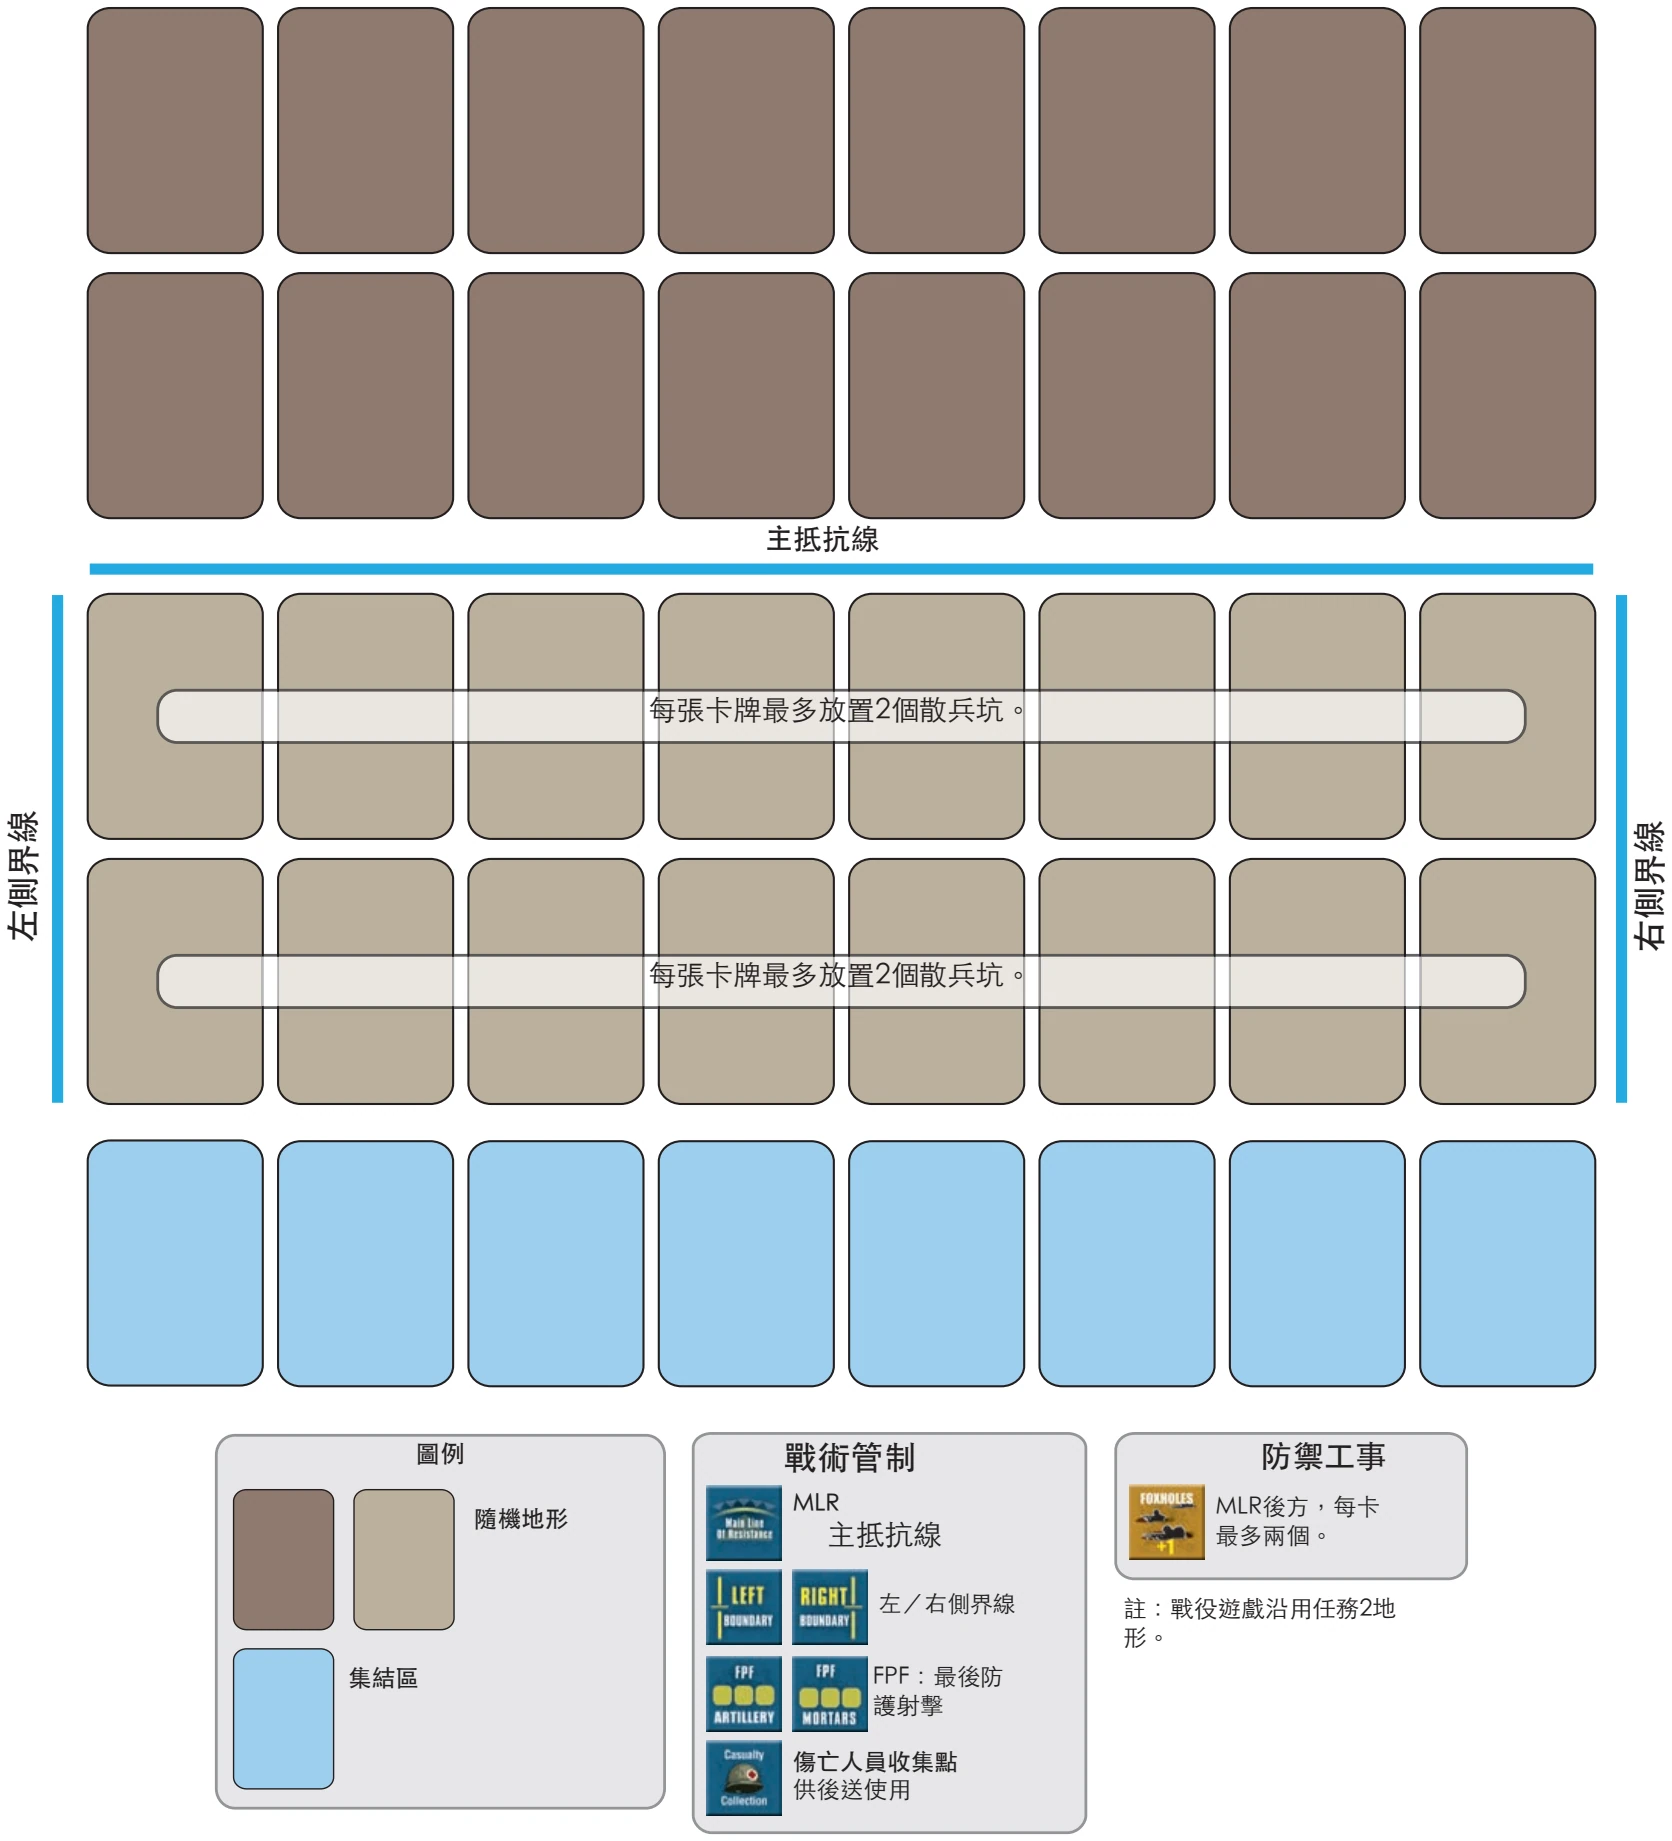 主抵抗線
每張卡牌最多放置2個散兵坑。
左側界線
右側界線
每張卡牌最多放置2個散兵坑。
圖例
隨機地形
集結區
戰術管制
Main Line
Of Resistance
MLR
主抵抗線
LEFT
BOUNDARY
RIGHT
BOUNDARY
左／右側界線
FPF
ARTILLERY
FPF
MORTARS
FPF：最後防
護射擊
Casualty
Collection
傷亡人員收集點
供後送使用
防禦工事
FOXHOLES
+1
MLR後方，每卡
最多兩個。
註：戰役遊戲沿用任務2地
形。